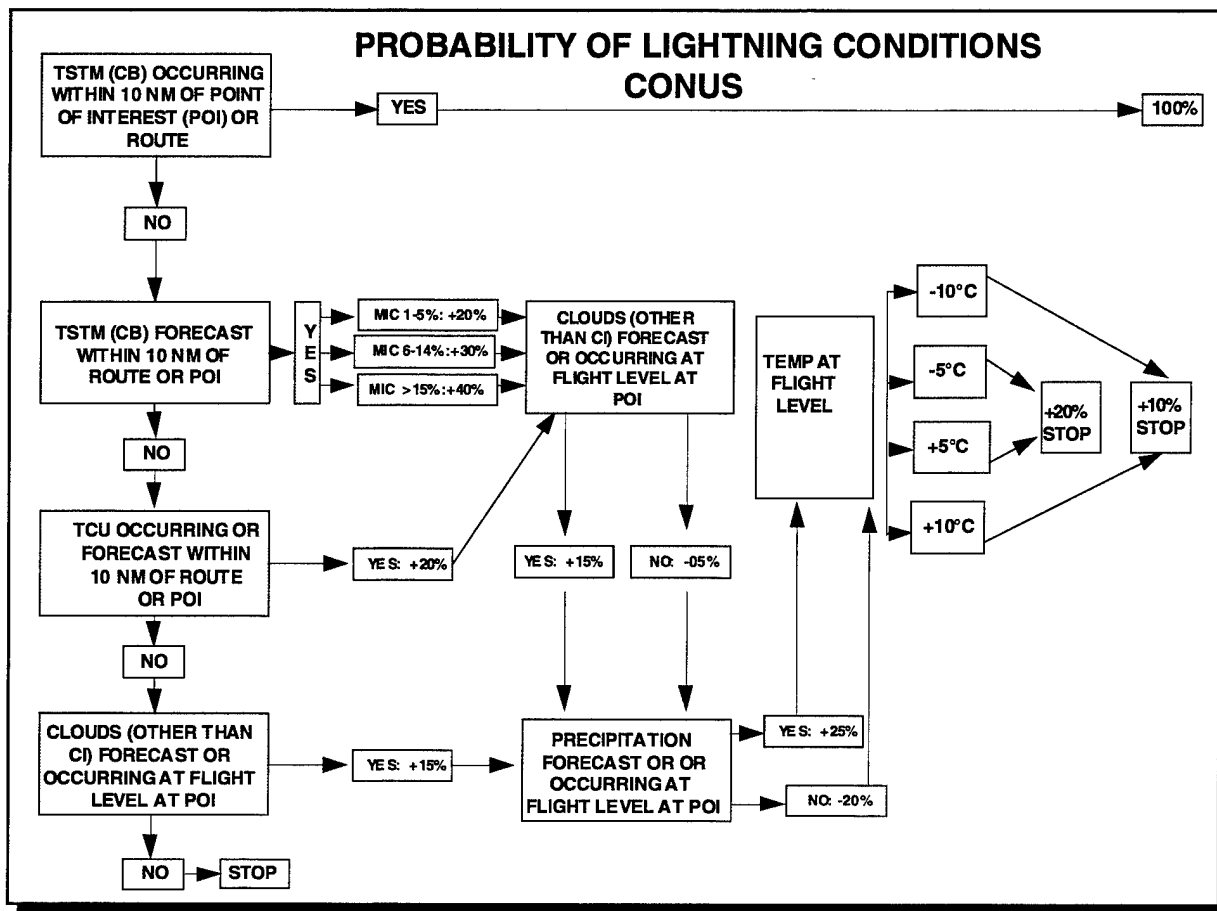 PROBABILITY OF LIGHTNING CONDITIONS
CONUS
TSTM (CB) OCCURRING
WITHIN 10 NM OF POINT
OF INTEREST (POI) OR
ROUTE
YES
100%
NO
TSTM (CB) FORECAST
WITHIN 10 NM OF
ROUTE OR POI
Y
E
S
MIC 1-5%: +20%
MIC 6-14%:+30%
MIC >15%:+40%
CLOUDS (OTHER
THAN CI) FORECAST
OR OCCURRING AT
FLIGHT LEVEL AT
POI
TEMP AT
FLIGHT
LEVEL
-10°C
-5°C
+5°C
+10°C
+20%
STOP
+10%
STOP
NO
TCU OCCURING OR
FORECAST WITHIN
10 NM OF ROUTE
OR POI
YES: +20%
YES: +15%
NO: -05%
NO
CLOUDS (OTHER THAN
CI) FORECAST OR
OCCURRING AT FLIGHT
LEVEL AT POI
YES: +15%
PRECIPITATION
FORECAST OR OR
OCCURING AT
FLIGHT LEVEL AT POI
YES: +25%
NO: -20%
NO
STOP